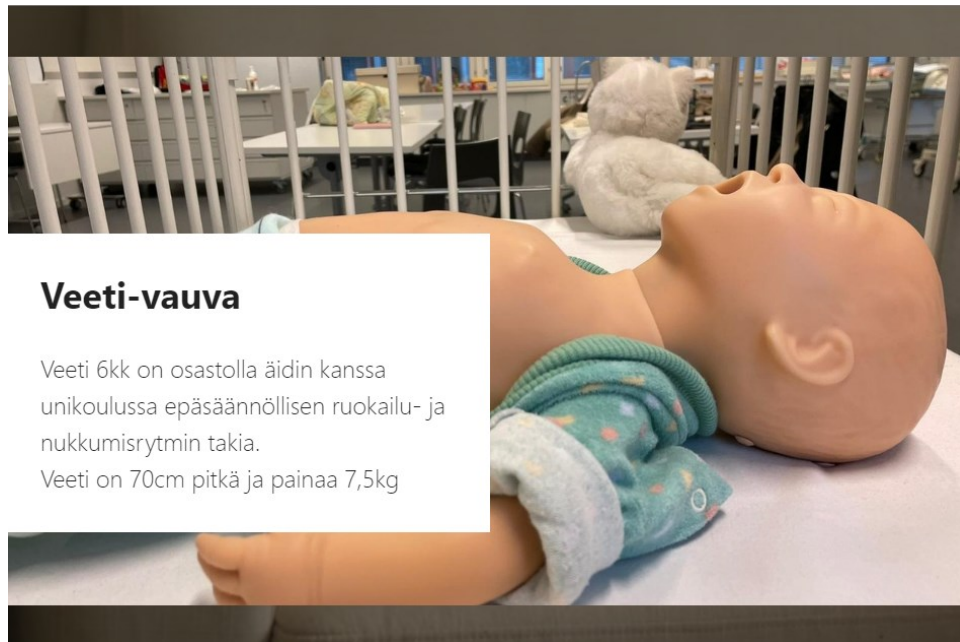 Veeti-vauva
Veeti 6kk on osastolla äidin kanssa
unikoulussa epäsäännöllisen ruokailu- ja
nukkumisrytmin takia.
Veeti on 70cm pitkä ja painaa 7,5kg